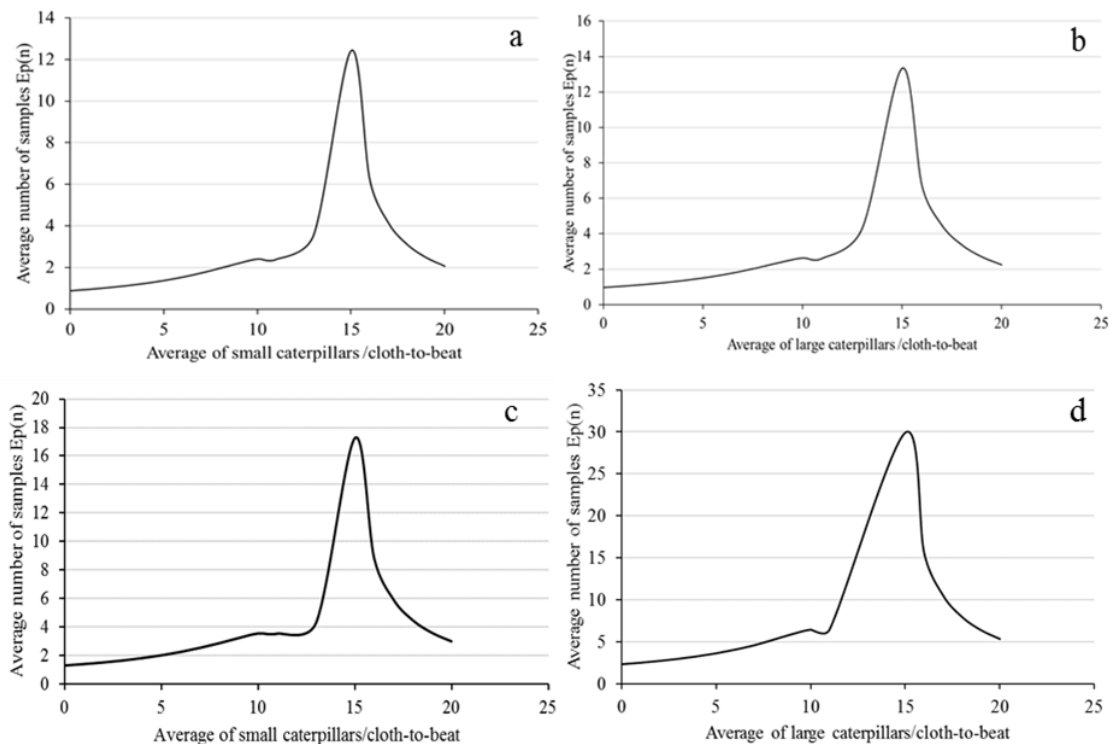 a
Average number of samples Ep(n)
14
12
10
8
6
4
2
0
0 5 10 15 20 25
Average of small caterpillars/cloth-to-beat
b
Average number of samples Ep(n)
16
14
12
10
8
6
4
2
0
0 5 10 15 20 25
Average of large caterpillars/cloth-to-beat
c
Average number of samples Ep(n)
20
18
16
14
12
10
8
6
4
2
0
0 5 10 15 20 25
Average of small caterpillars/cloth-to-beat
d
Average number of samples Ep(n)
35
30
25
20
15
10
5
0
0 5 10 15 20 25
Average of large caterpillars/cloth-to-beat